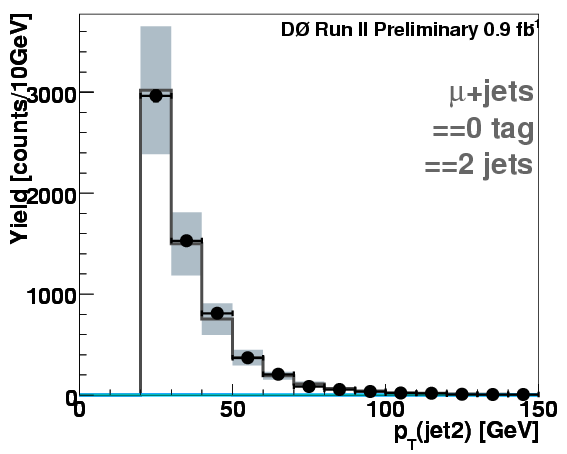 DØ Run II Preliminary 0.9 fb⁻¹
μ+jets
==0 tag
==2 jets
Yield [counts/10GeV]
3000
2000
1000
0
0 50 100 150
p_T(jet2) [GeV]